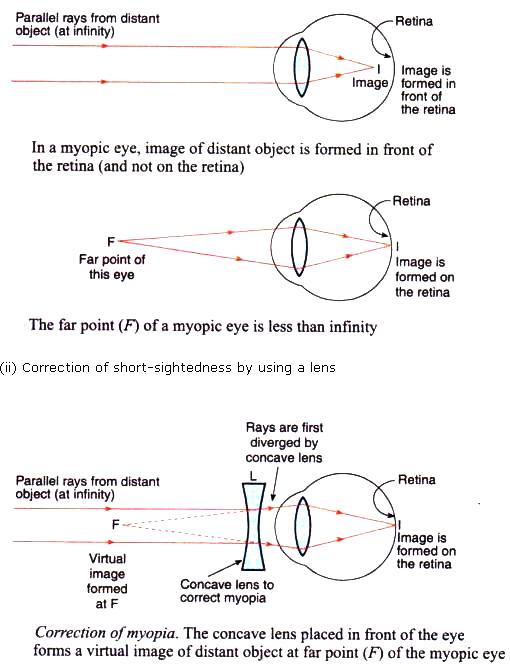 Parallel rays from distant
object (at infinity)
Retina
I
Image
Image is
formed in
front of
the retina
In a myopic eye, image of distant object is formed in front of
the retina (and not on the retina)
Retina
F
Far point of
this eye
I
Image is
formed on
the retina
The far point (F) of a myopic eye is less than infinity
(ii) Correction of short-sightedness by using a lens
Rays are first
diverged by
concave lens
Parallel rays from distant
object (at infinity)
L
Retina
F
I
Image is
formed on
the retina
Virtual
image
formed
at F
Concave lens to
correct myopia
Correction of myopia. The concave lens placed in front of the eye
forms a virtual image of distant object at far point (F) of the myopic eye